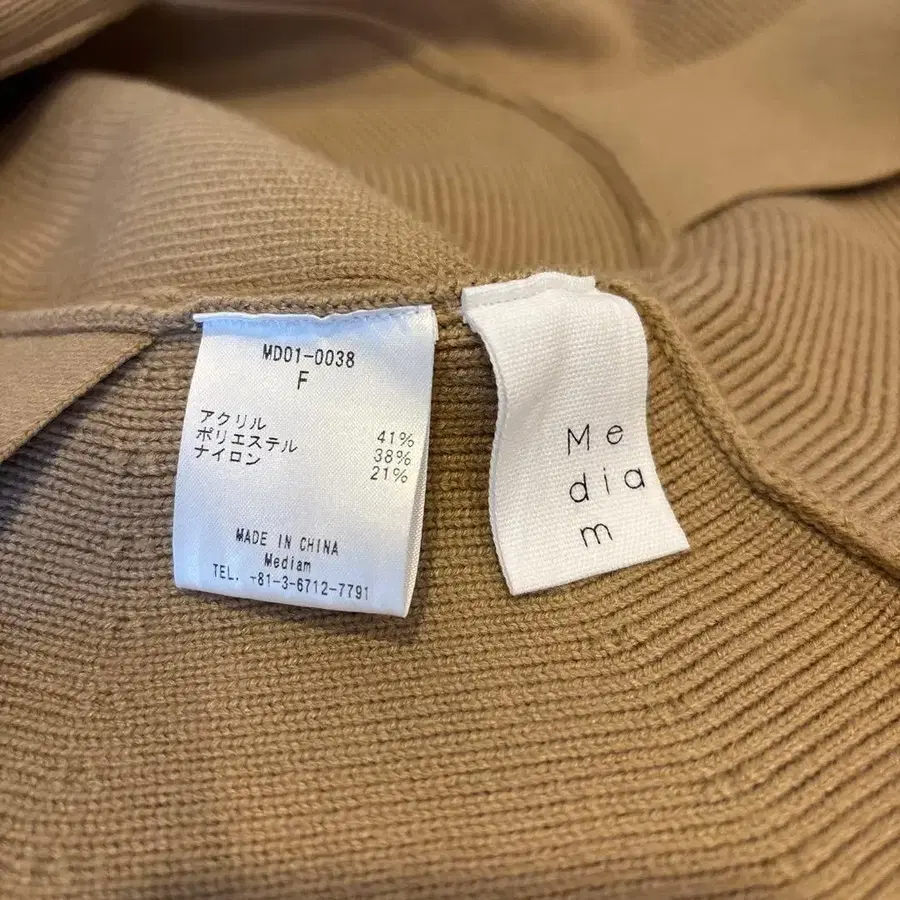 MD01-0038
F
アクリル 41%
ポリエステル 38%
ナイロン 21%
MADE IN CHINA
Mediam
TEL. +81-3-6712-7791
Me
dia
m